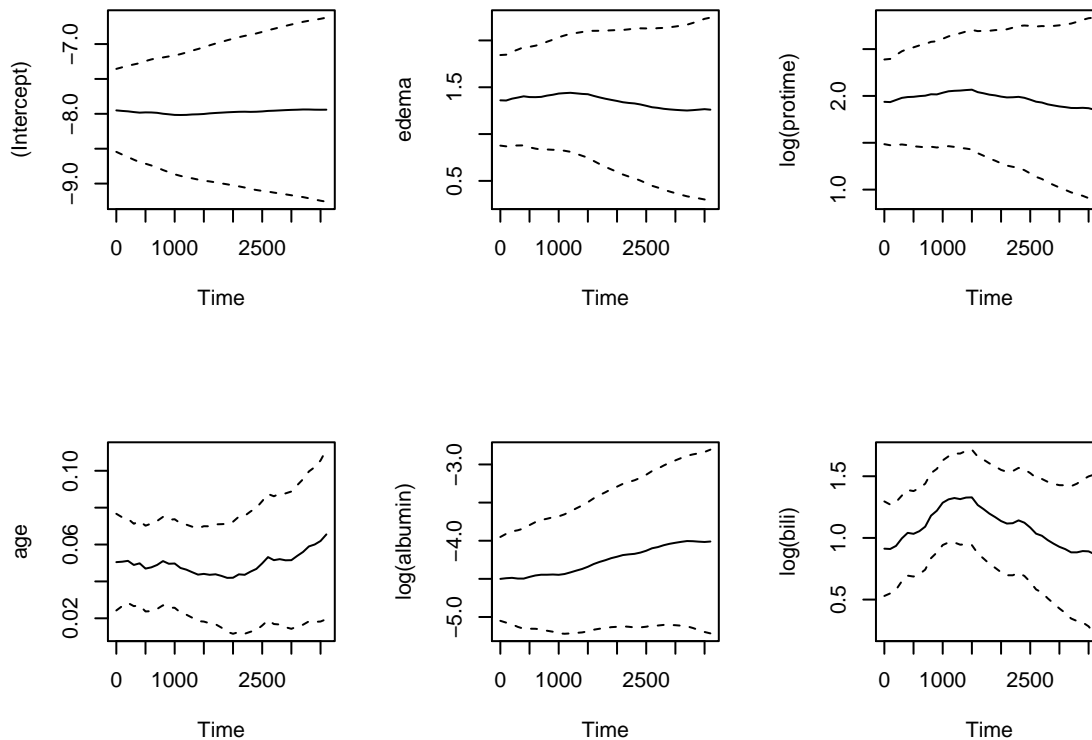 (Intercept)
−9.0 −8.0 −7.0
0 1000 2500
Time
edema
0.5 1.5
0 1000 2500
Time
log(protime)
1.0 2.0
0 1000 2500
Time
age
0.02 0.06 0.10
0 1000 2500
Time
log(albumin)
−5.0 −4.0 −3.0
0 1000 2500
Time
log(bili)
0.5 1.0 1.5
0 1000 2500
Time